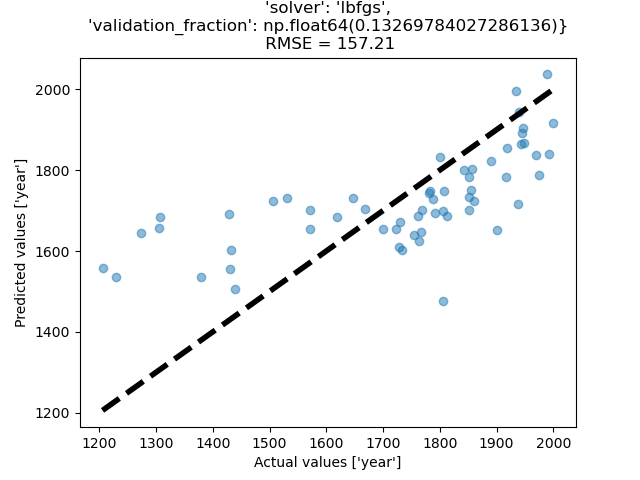 'solver': 'lbfgs',
'validation_fraction': np.float64(0.13269784027286136)}
RMSE = 157.21
2000
1800
1600
1400
1200
Predicted values ['year']
1200 1300 1400 1500 1600 1700 1800 1900 2000
Actual values ['year']